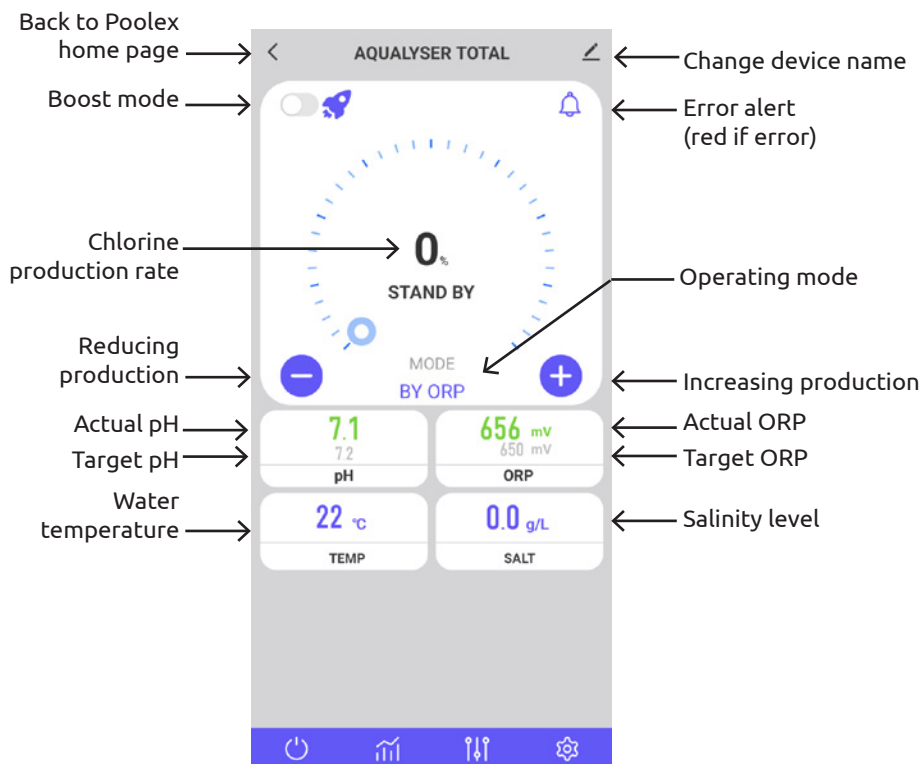 Back to Poolex
home page
AQUALYSER TOTAL
Change device name
Boost mode
Error alert
(red if error)
Chlorine
production rate
0%
STAND BY
Operating mode
Reducing
production
MODE
BY ORP
Increasing production
Actual pH
7.1
656 mV
Actual ORP
Target pH
7.2
650 mV
Target ORP
pH
ORP
Water
temperature
22 °C
0.0 g/L
Salinity level
TEMP
SALT